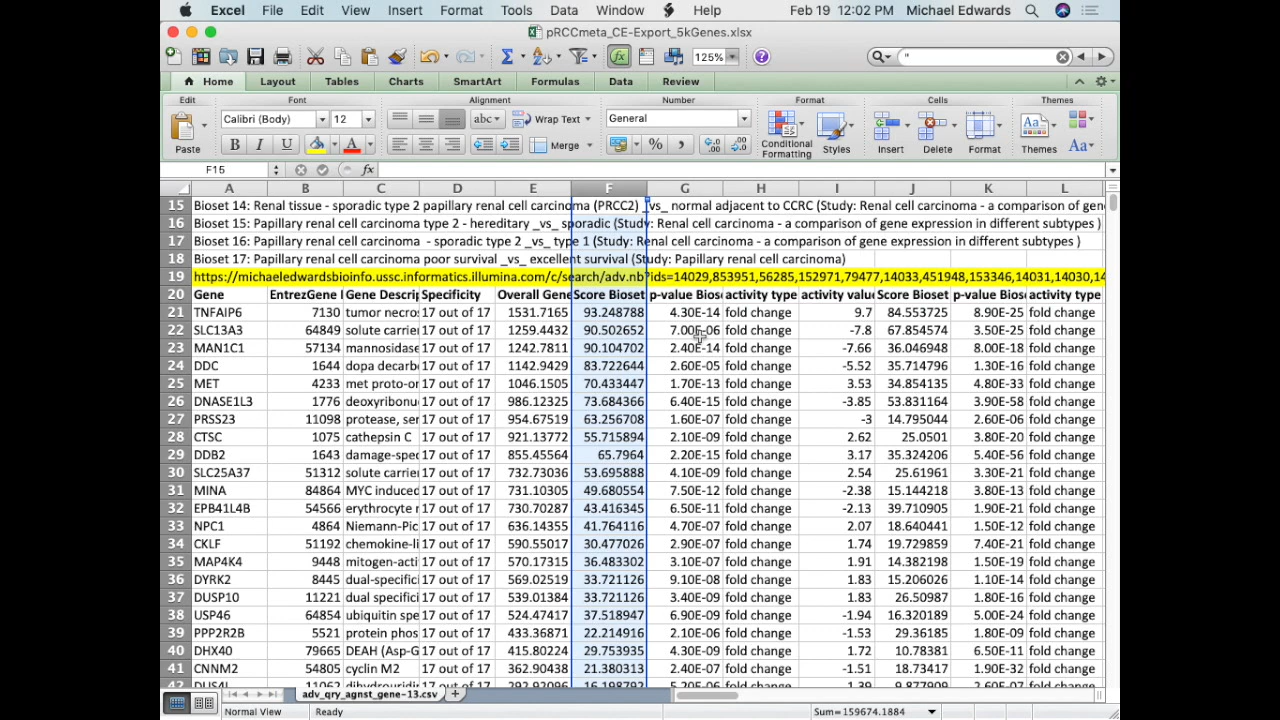 Excel File Edit View Insert Format Tools Data Window Help Feb 19 12:02 PM Michael Edwards
pRCCmeta_CE-Export_5kGenes.xlsx
125% "
Home Layout Tables Charts SmartArt Formulas Data Review
Edit Font Alignment Number Format Cells Themes
Calibri (Body) 12 abc Wrap Text General
Paste B I U A Merge % , Conditional Formatting Styles Insert Delete Format Themes Aa
F15 fx
A B C D E F G H I J K L
15 Bioset 14: Renal tissue - sporadic type 2 papillary renal cell carcinoma (PRCC2) _vs_ normal adjacent to CCRC (Study: Renal cell carcinoma - a comparison of gen
16 Bioset 15: Papillary renal cell carcinoma type 2 - hereditary _vs_ sporadic (Study: Renal cell carcinoma - a comparison of gene expression in different subtypes )
17 Bioset 16: Papillary renal cell carcinoma - sporadic type 2 _vs_ type 1 (Study: Renal cell carcinoma - a comparison of gene expression in different subtypes )
18 Bioset 17: Papillary renal cell carcinoma poor survival _vs_ excellent survival (Study: Papillary renal cell carcinoma)
19 https://michaeledwardsbioinfo.ussc.informatics.illumina.com/c/search/adv.nb?ids=14029,853951,56285,152971,79477,14033,451948,153346,14031,14030,14
20 Gene EntrezGene Gene Descrip Specificity Overall Gene Score Bioset p-value Bios activity type activity valu Score Bioset p-value Bios activity type
21 TNFAIP6 7130 tumor necro 17 out of 17 1531.7165 93.248788 4.30E-14 fold change 9.7 84.553725 8.90E-25 fold change
22 SLC13A3 64849 solute carrie 17 out of 17 1259.4432 90.502652 7.00E-06 fold change -7.8 67.854574 3.50E-25 fold change
23 MAN1C1 57134 mannosidase 17 out of 17 1242.7811 90.104702 2.40E-14 fold change -7.66 36.046948 8.00E-18 fold change
24 DDC 1644 dopa decarb 17 out of 17 1142.9429 83.722644 2.60E-05 fold change -5.52 35.714796 1.30E-16 fold change
25 MET 4233 met proto-on 17 out of 17 1046.1505 70.433447 1.70E-13 fold change 3.53 34.854135 4.80E-33 fold change
26 DNASE1L3 1776 deoxyribonu 17 out of 17 986.12325 73.684366 6.40E-15 fold change -3.85 53.831164 3.90E-58 fold change
27 PRSS23 11098 protease, ser 17 out of 17 954.67519 63.256708 1.60E-07 fold change -3 14.795044 2.60E-06 fold change
28 CTSC 1075 cathepsin C 17 out of 17 921.13772 55.715894 2.10E-09 fold change 2.62 25.0501 3.80E-20 fold change
29 DDB2 1643 damage-spec 17 out of 17 855.45564 65.7964 2.20E-15 fold change 3.17 35.324206 5.40E-56 fold change
30 SLC25A37 51312 solute carrie 17 out of 17 732.73036 53.695888 4.10E-09 fold change 2.54 25.61961 3.30E-21 fold change
31 MINA 84864 MYC induced 17 out of 17 731.10305 49.680554 7.50E-12 fold change -2.38 15.144218 3.80E-13 fold change
32 EPB41L4B 54566 erythrocyte r 17 out of 17 730.70287 43.416345 6.50E-11 fold change -2.13 39.710905 2.10E-31 fold change
33 NPC1 4864 Niemann-Pic 17 out of 17 636.14355 41.764116 4.70E-07 fold change 2.07 18.640441 1.50E-12 fold change
34 CKLF 51192 chemokine-li 17 out of 17 590.55017 30.477026 2.90E-07 fold change 1.74 19.729859 7.40E-21 fold change
35 MAP4K4 9448 mitogen-acti 17 out of 17 570.17315 36.483302 3.10E-07 fold change 1.91 14.382198 1.50E-10 fold change
36 DYRK2 8445 dual-specific 17 out of 17 569.02519 33.721126 9.10E-08 fold change 1.83 15.206026 1.10E-14 fold change
37 DUSP10 11221 dual specific 17 out of 17 539.01384 33.721126 3.40E-09 fold change 1.83 26.50987 1.80E-16 fold change
38 USP46 64854 ubiquitin spe 17 out of 17 524.47417 37.518947 6.90E-09 fold change -1.94 16.320189 5.00E-24 fold change
39 PPP2R2B 5521 protein phos 17 out of 17 433.36871 22.214916 2.10E-06 fold change -1.53 29.36185 1.80E-09 fold change
40 DHX40 79665 DEAH (Asp-G 17 out of 17 415.80224 29.753935 4.30E-09 fold change 1.72 10.78381 6.50E-11 fold change
41 CNNM2 54805 cyclin M2 17 out of 17 362.90904 21.380313 2.40E-07 fold change -1.51 18.73417 1.90E-32 fold change
adv_qry_agnst_gene-13.csv
Normal View Ready Sum=159674.1884